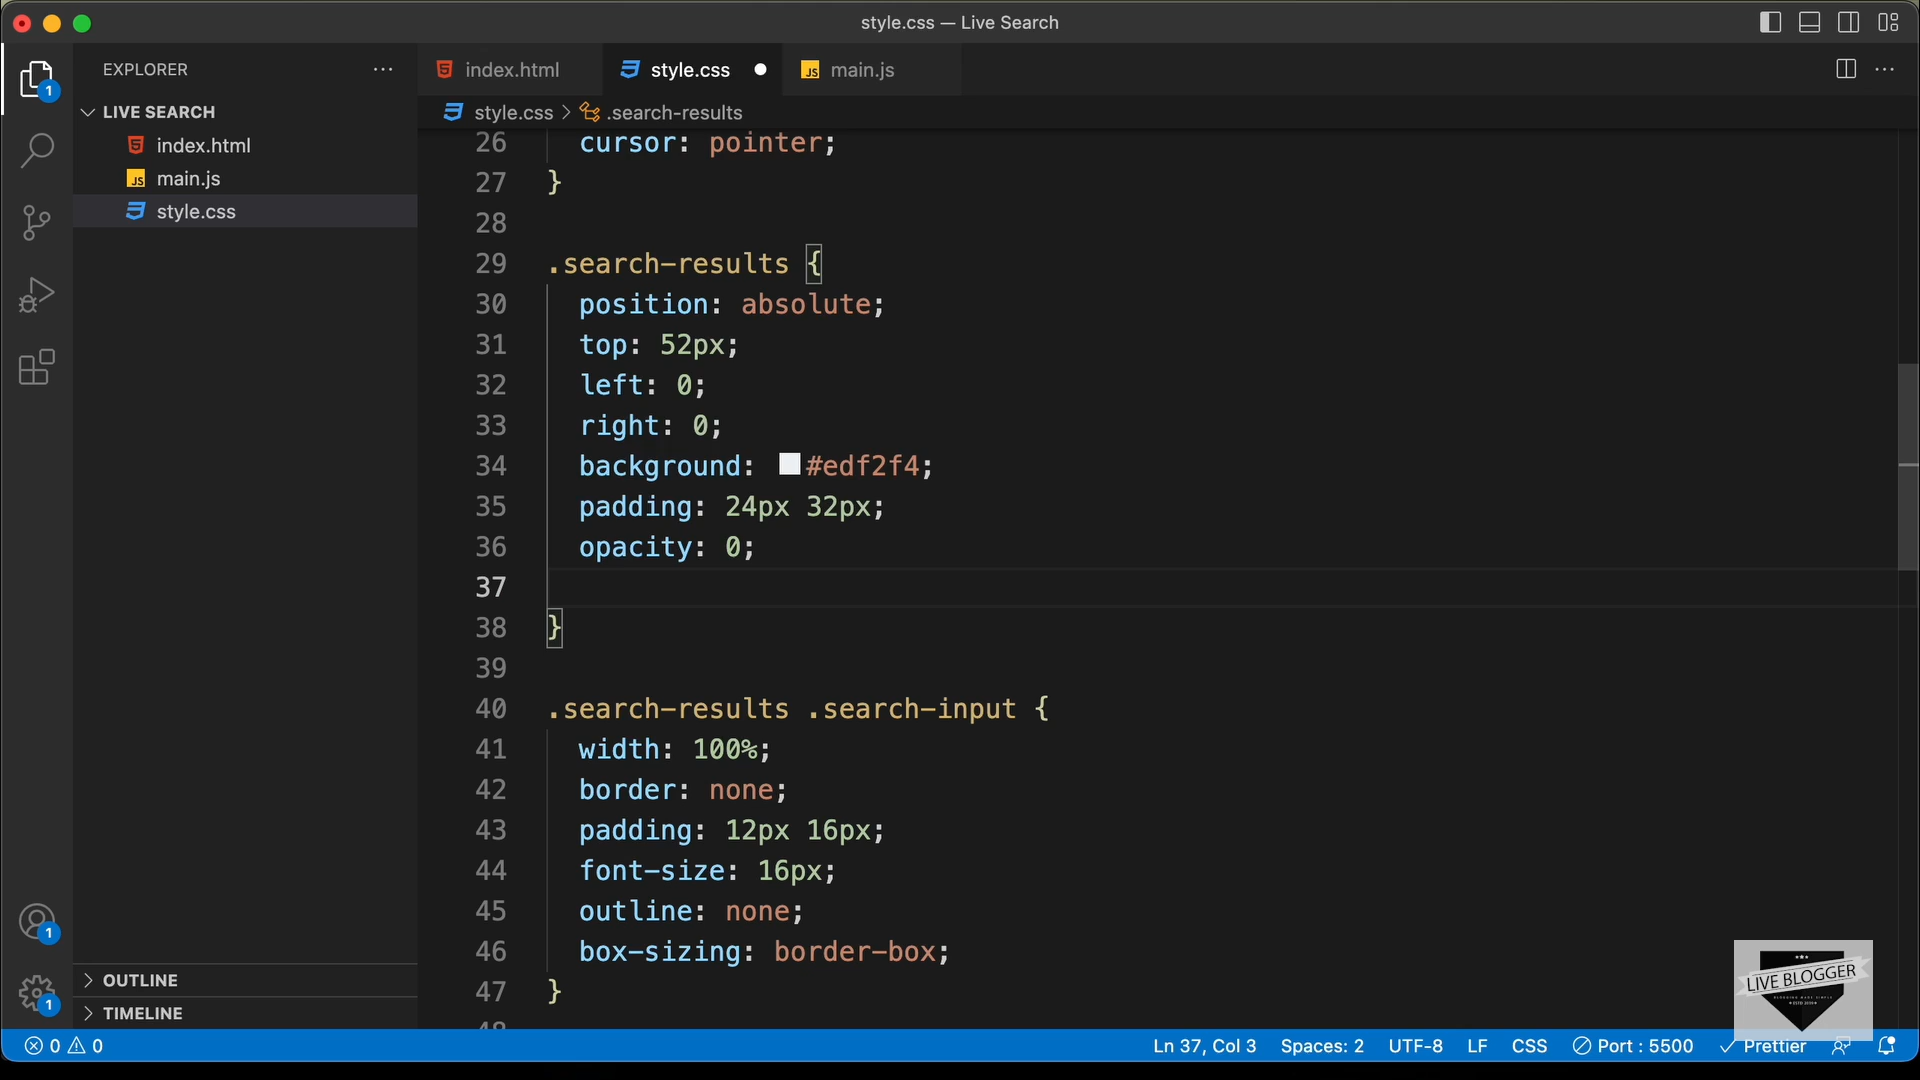 style.css — Live Search
EXPLORER
index.html
style.css
main.js
LIVE SEARCH
style.css
.search-results
index.html
main.js
style.css
26 cursor: pointer;
27 }
28
29 .search-results {
30 position: absolute;
31 top: 52px;
32 left: 0;
33 right: 0;
34 background: #edf2f4;
35 padding: 24px 32px;
36 opacity: 0;
37
38 }
39
40 .search-results .search-input {
41 width: 100%;
42 border: none;
43 padding: 12px 16px;
44 font-size: 16px;
45 outline: none;
46 box-sizing: border-box;
47 }
48
1
1
1
OUTLINE
TIMELINE
LIVE BLOGGER
0 0
Ln 37, Col 3
Spaces: 2
UTF-8
LF
CSS
Port : 5500
Prettier